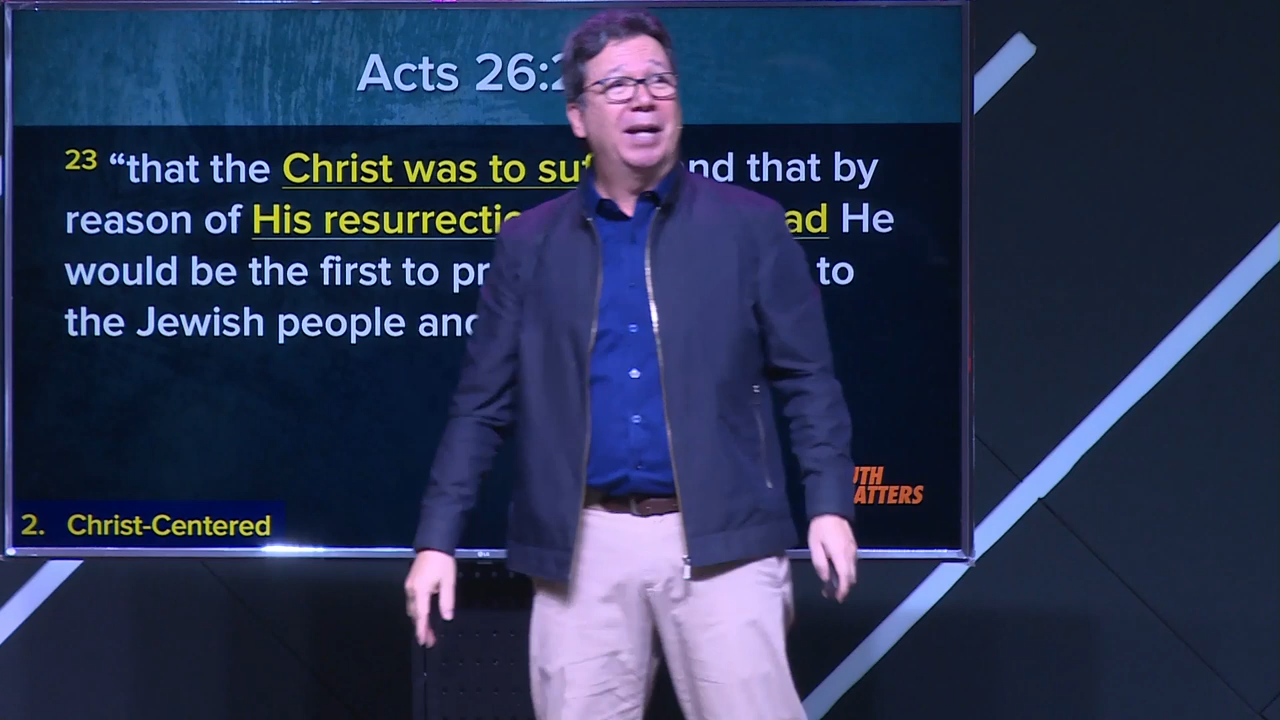 Acts 26:2
23 “that the Christ was to suf nd that by
reason of His resurrectio ad He
would be the first to pr to
the Jewish people and
UTH
ATTERS
2. Christ-Centered
LG